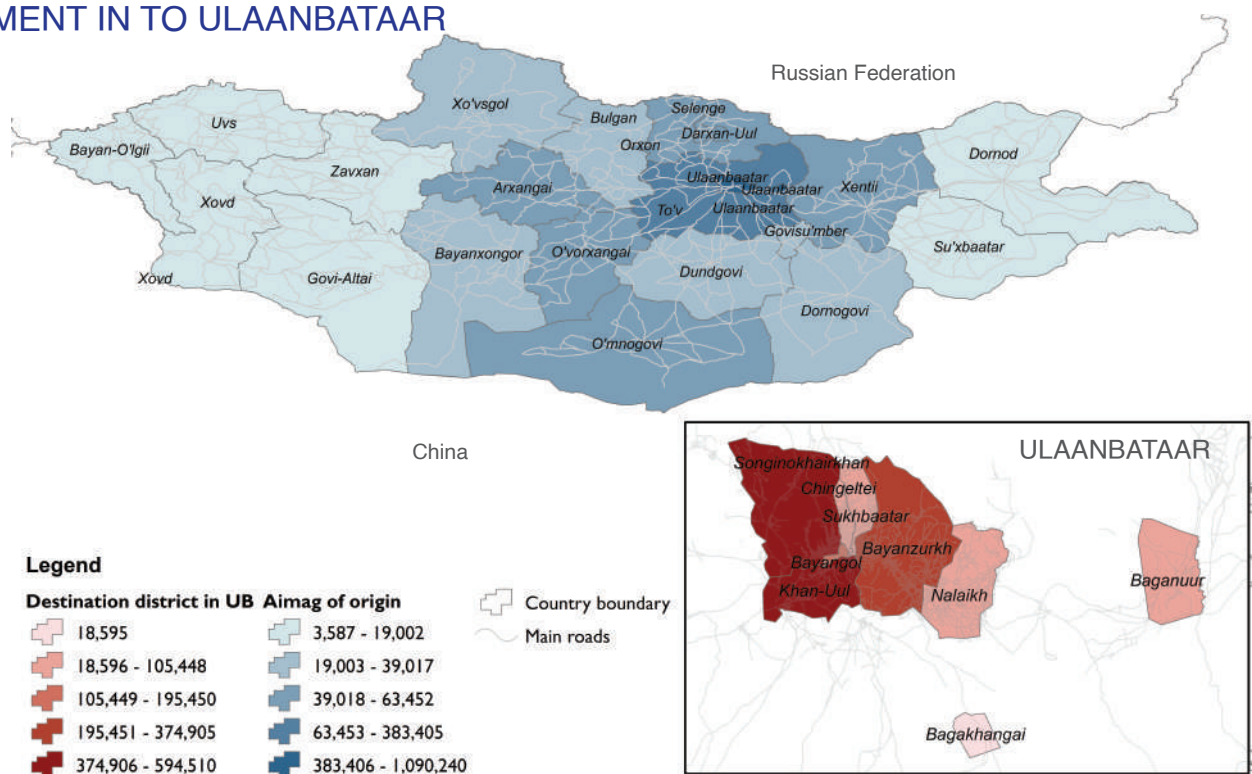 MENT IN TO ULAANBATAAR
Russian Federation
Xo'vsgol
Bulgan
Selenge
Darxan-Uul
Orxon
Uvs
Bayan-O'lgii
Zavxan
Arxangai
Xovd
Ulaanbaatar
Ulaanbaatar
Ulaanbaatar
To'v
Xentii
Dornod
Govisu'mber
Su'xbaatar
O'vorxangai
Bayanxongor
Dundgovi
Xovd
Govi-Altai
Dornogovi
O'mnogovi
China
ULAANBATAAR
Songinokhairkhan
Chingeltei
Sukhbaatar
Bayanzurkh
Bayangol
Khan-Uul
Nalaikh
Baganuur
Bagakhangai
Legend
Destination district in UB
18,595
18,596 - 105,448
105,449 - 195,450
195,451 - 374,905
374,906 - 594,510
Aimag of origin
3,587 - 19,002
19,003 - 39,017
39,018 - 63,452
63,453 - 383,405
383,406 - 1,090,240
Country boundary
Main roads